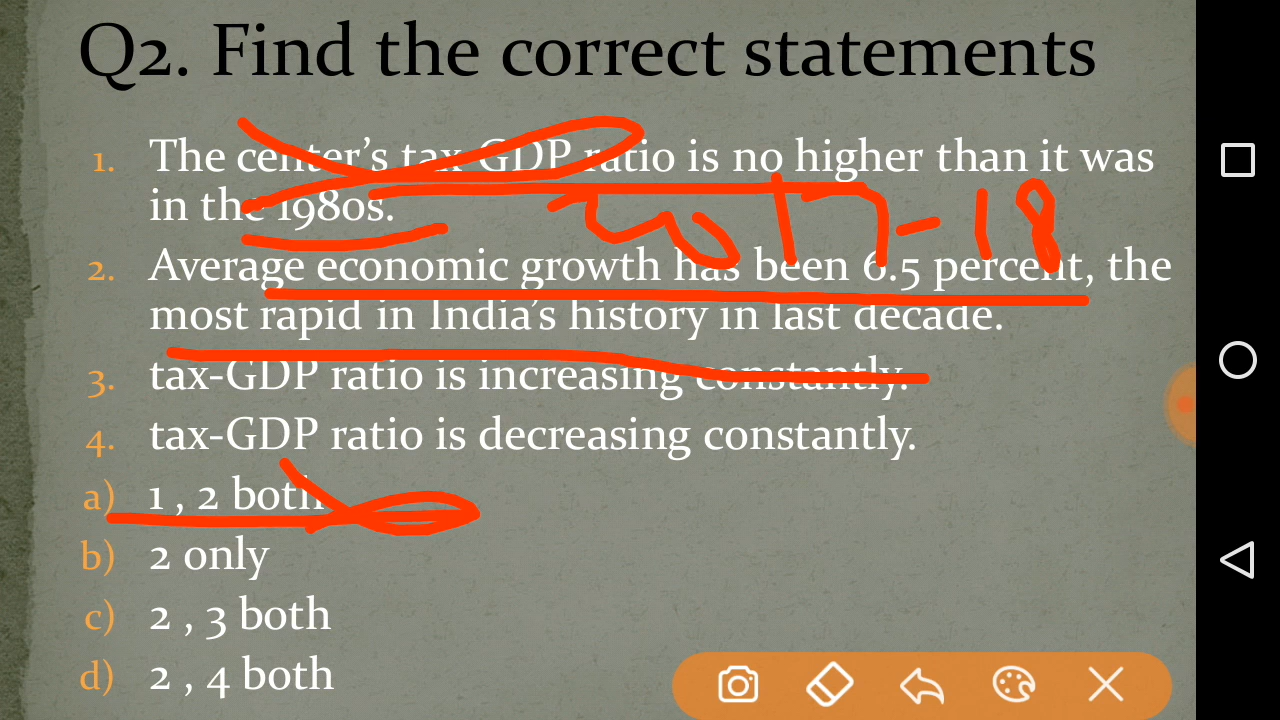 Q2. Find the correct statements
1. The center's tax-GDP ratio is no higher than it was
in the 1980s.
2017-18
2. Average economic growth has been 6.5 percent, the
most rapid in India's history in last decade.
3. tax-GDP ratio is increasing constantly.
4. tax-GDP ratio is decreasing constantly.
a) 1 , 2 both
b) 2 only
c) 2 , 3 both
d) 2 , 4 both